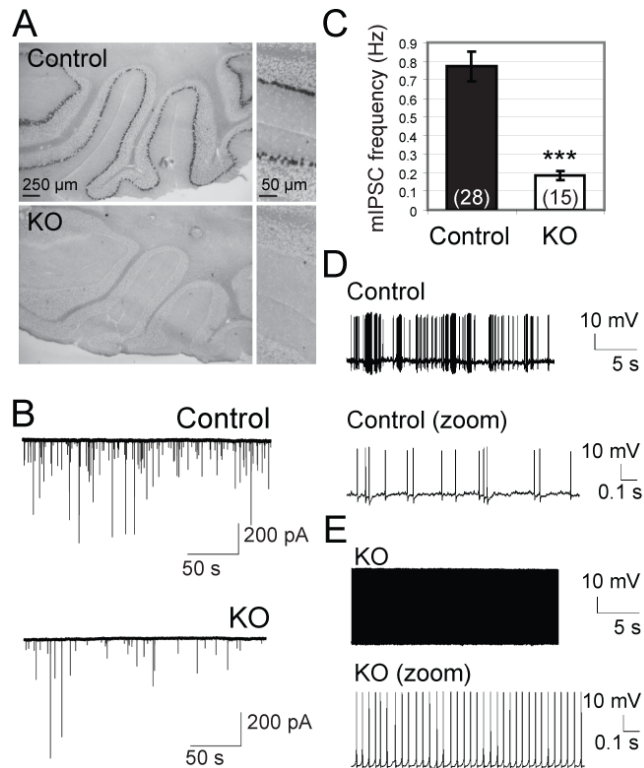 A
Control
250 µm
50 µm
KO
B
Control
200 pA
50 s
KO
200 pA
50 s
C
mIPSC frequency (Hz)
0.9
0.8
0.7
0.6
0.5
0.4
0.3
0.2
0.1
0
***
(28)
(15)
Control
KO
D
Control
10 mV
5 s
Control (zoom)
10 mV
0.1 s
E
KO
10 mV
5 s
KO (zoom)
10 mV
0.1 s